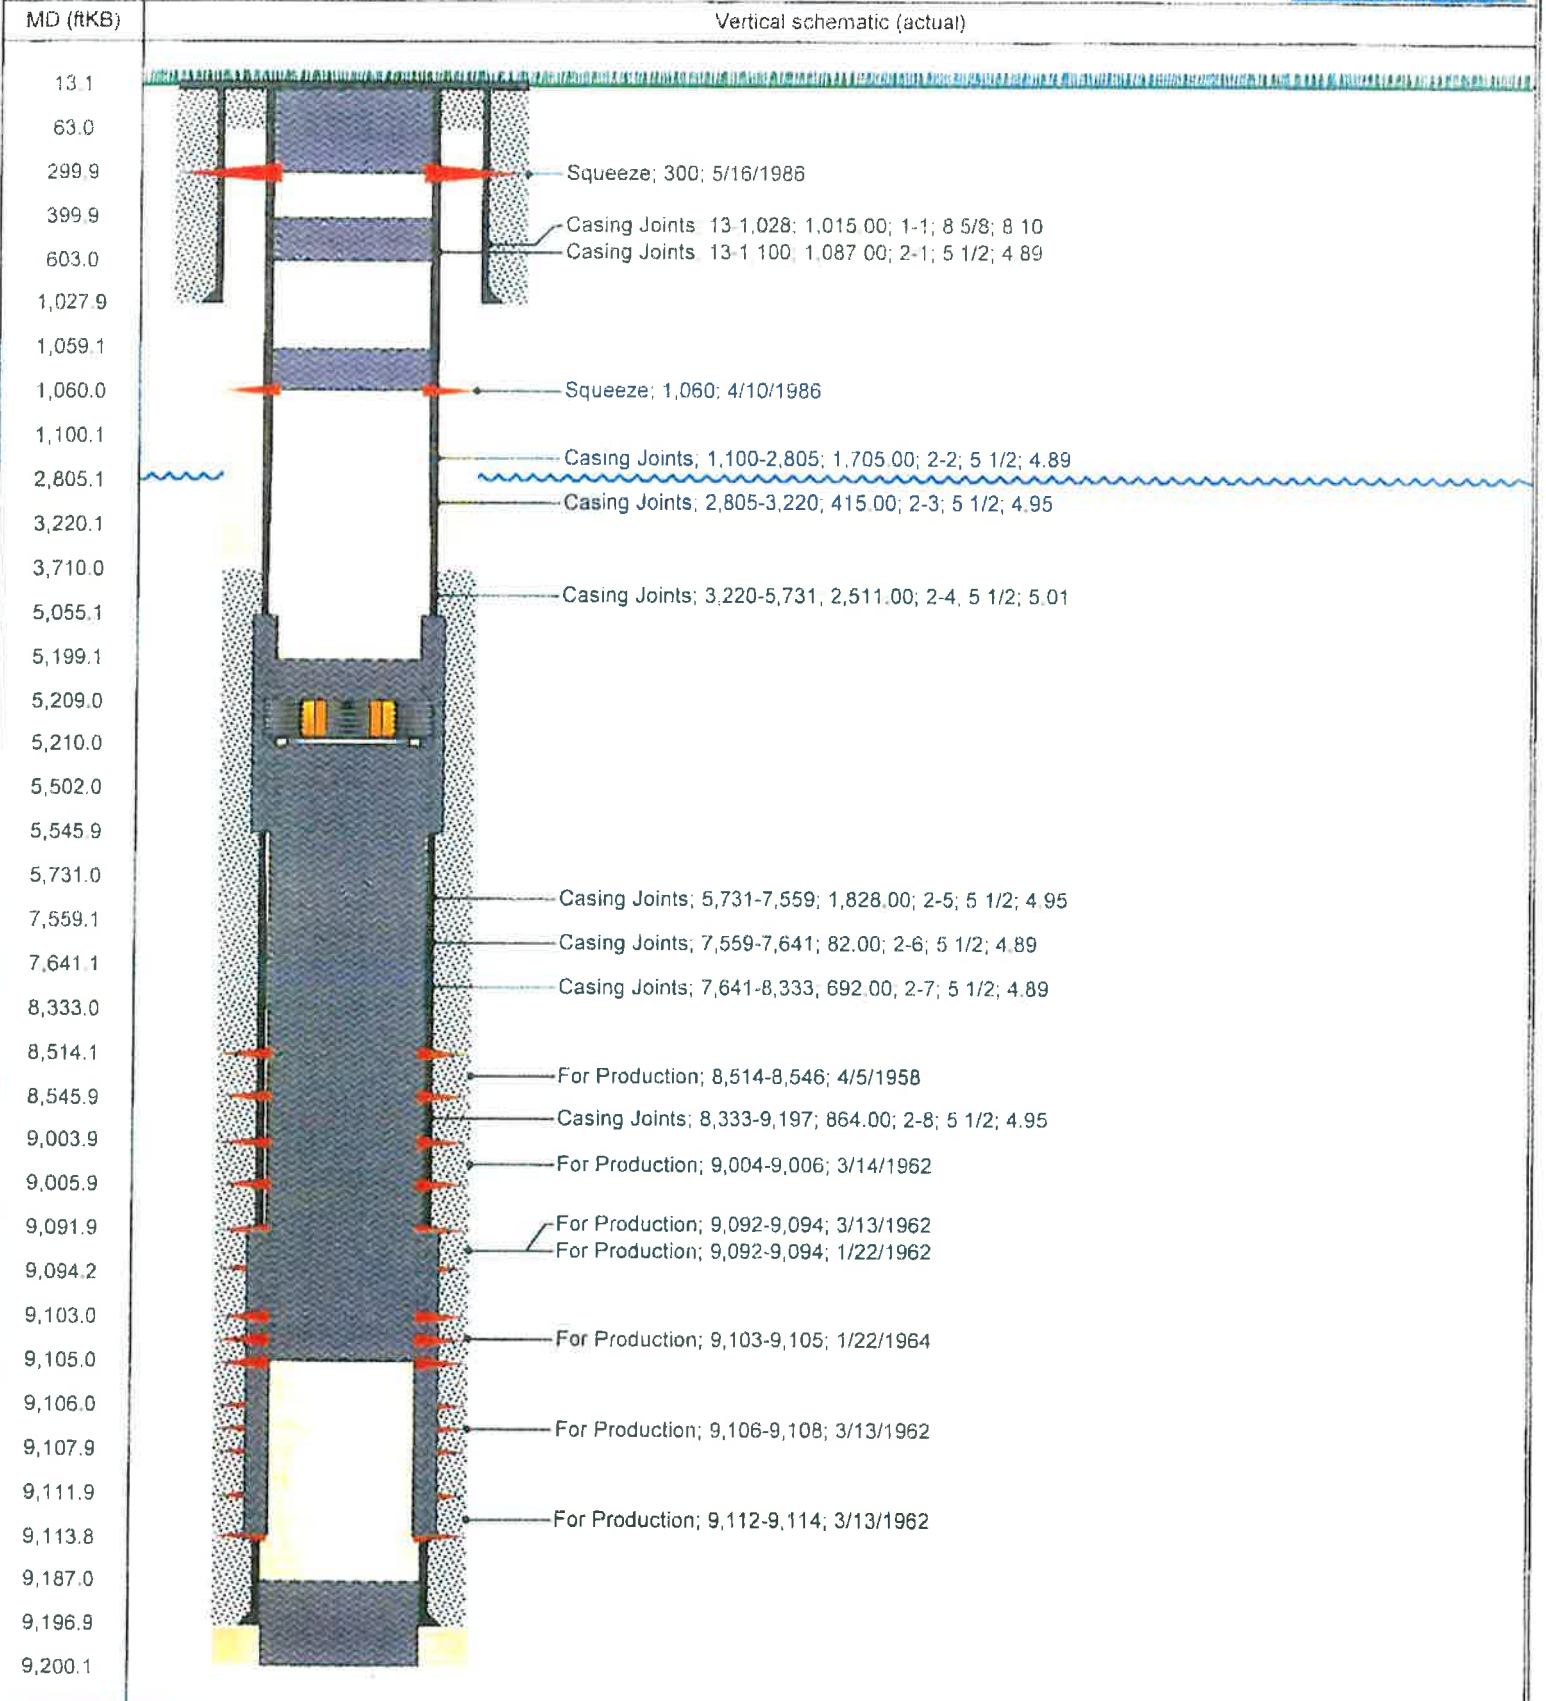 MD (ftKB)
Vertical schematic (actual)
13.1
63.0
299.9
Squeeze; 300; 5/16/1986
399.9
Casing Joints 13-1,028; 1,015.00; 1-1; 8 5/8; 8 10
Casing Joints 13-1 100; 1,087 00; 2-1; 5 1/2; 4.89
603.0
1,027.9
1,059.1
1,060.0
Squeeze; 1,060; 4/10/1986
1,100.1
Casing Joints; 1,100-2,805; 1,705.00; 2-2; 5 1/2; 4.89
2,805.1
Casing Joints; 2,805-3,220; 415.00; 2-3; 5 1/2; 4.95
3,220.1
3,710.0
Casing Joints; 3,220-5,731, 2,511.00; 2-4, 5 1/2; 5.01
5,055.1
5,199.1
5,209.0
5,210.0
5,502.0
5,545.9
5,731.0
Casing Joints; 5,731-7,559; 1,828.00; 2-5; 5 1/2; 4.95
7,559.1
Casing Joints; 7,559-7,641; 82.00; 2-6; 5 1/2; 4.89
7,641.1
Casing Joints; 7,641-8,333; 692.00; 2-7; 5 1/2; 4.89
8,333.0
8,514.1
For Production; 8,514-8,546; 4/5/1958
8,545.9
Casing Joints; 8,333-9,197; 864.00; 2-8; 5 1/2; 4.95
9,003.9
For Production; 9,004-9,006; 3/14/1962
9,005.9
9,091.9
For Production; 9,092-9,094; 3/13/1962
For Production; 9,092-9,094; 1/22/1962
9,094.2
9,103.0
For Production; 9,103-9,105; 1/22/1964
9,105.0
9,106.0
For Production; 9,106-9,108; 3/13/1962
9,107.9
9,111.9
For Production; 9,112-9,114; 3/13/1962
9,113.8
9,187.0
9,196.9
9,200.1